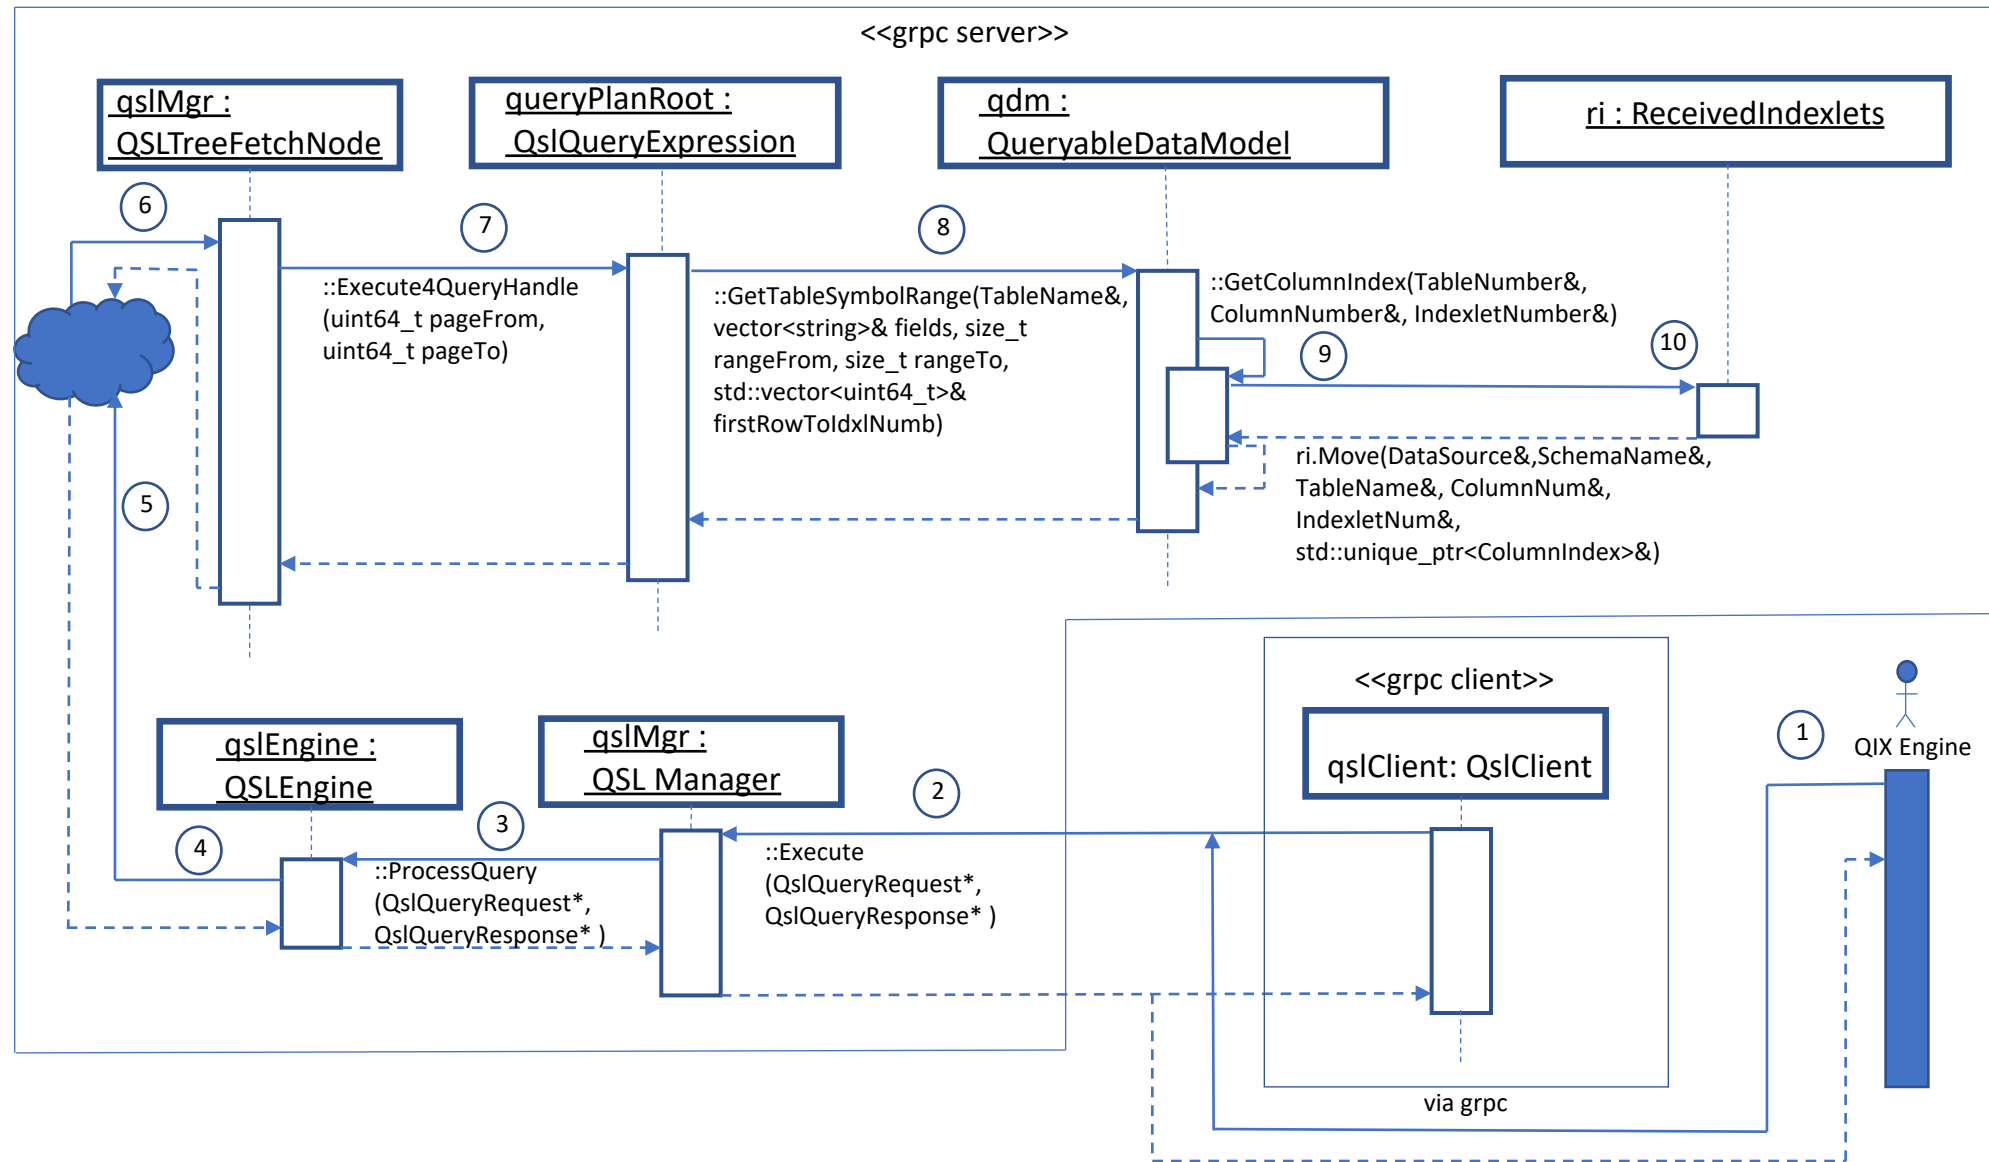 <<grpc server>>
qslMgr :
QSLTreeFetchNode
queryPlanRoot :
QslQueryExpression
qdm :
QueryableDataModel
ri : ReceivedIndexlets
6
7
8
::Execute4QueryHandle
(uint64_t pageFrom,
uint64_t pageTo)
::GetTableSymbolRange(TableName&,
vector<string>& fields, size_t
rangeFrom, size_t rangeTo,
std::vector<uint64_t>&
firstRowToIdxlNumb)
::GetColumnIndex(TableNumber&,
ColumnNumber&, IndexletNumber&)
9
10
ri.Move(DataSource&,SchemaName&,
TableName&, ColumnNum&,
IndexletNum&,
std::unique_ptr<ColumnIndex>&)
5
<<grpc client>>
qslEngine :
QSLEngine
qslMgr :
QSL Manager
qslClient: QslClient
1
QIX Engine
2
3
4
::ProcessQuery
(QslQueryRequest*,
QslQueryResponse* )
::Execute
(QslQueryRequest*,
QslQueryResponse* )
via grpc